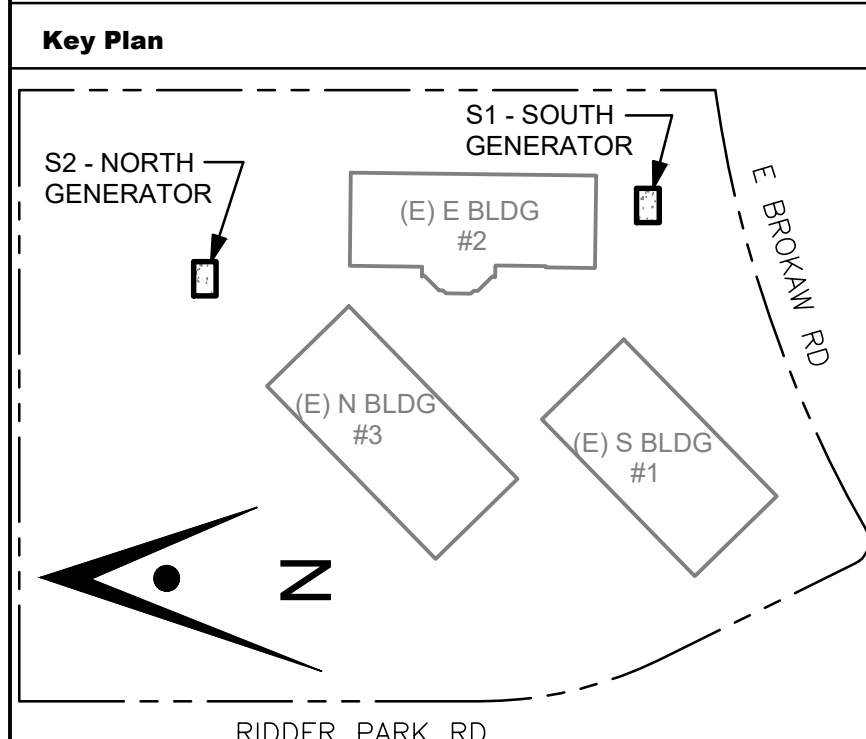 Key Plan
S1 - SOUTH
GENERATOR
S2 - NORTH
GENERATOR
(E) E BLDG
#2
E BROKAW RD
(E) N BLDG
#3
(E) S BLDG
#1
N
RIDDER PARK RD